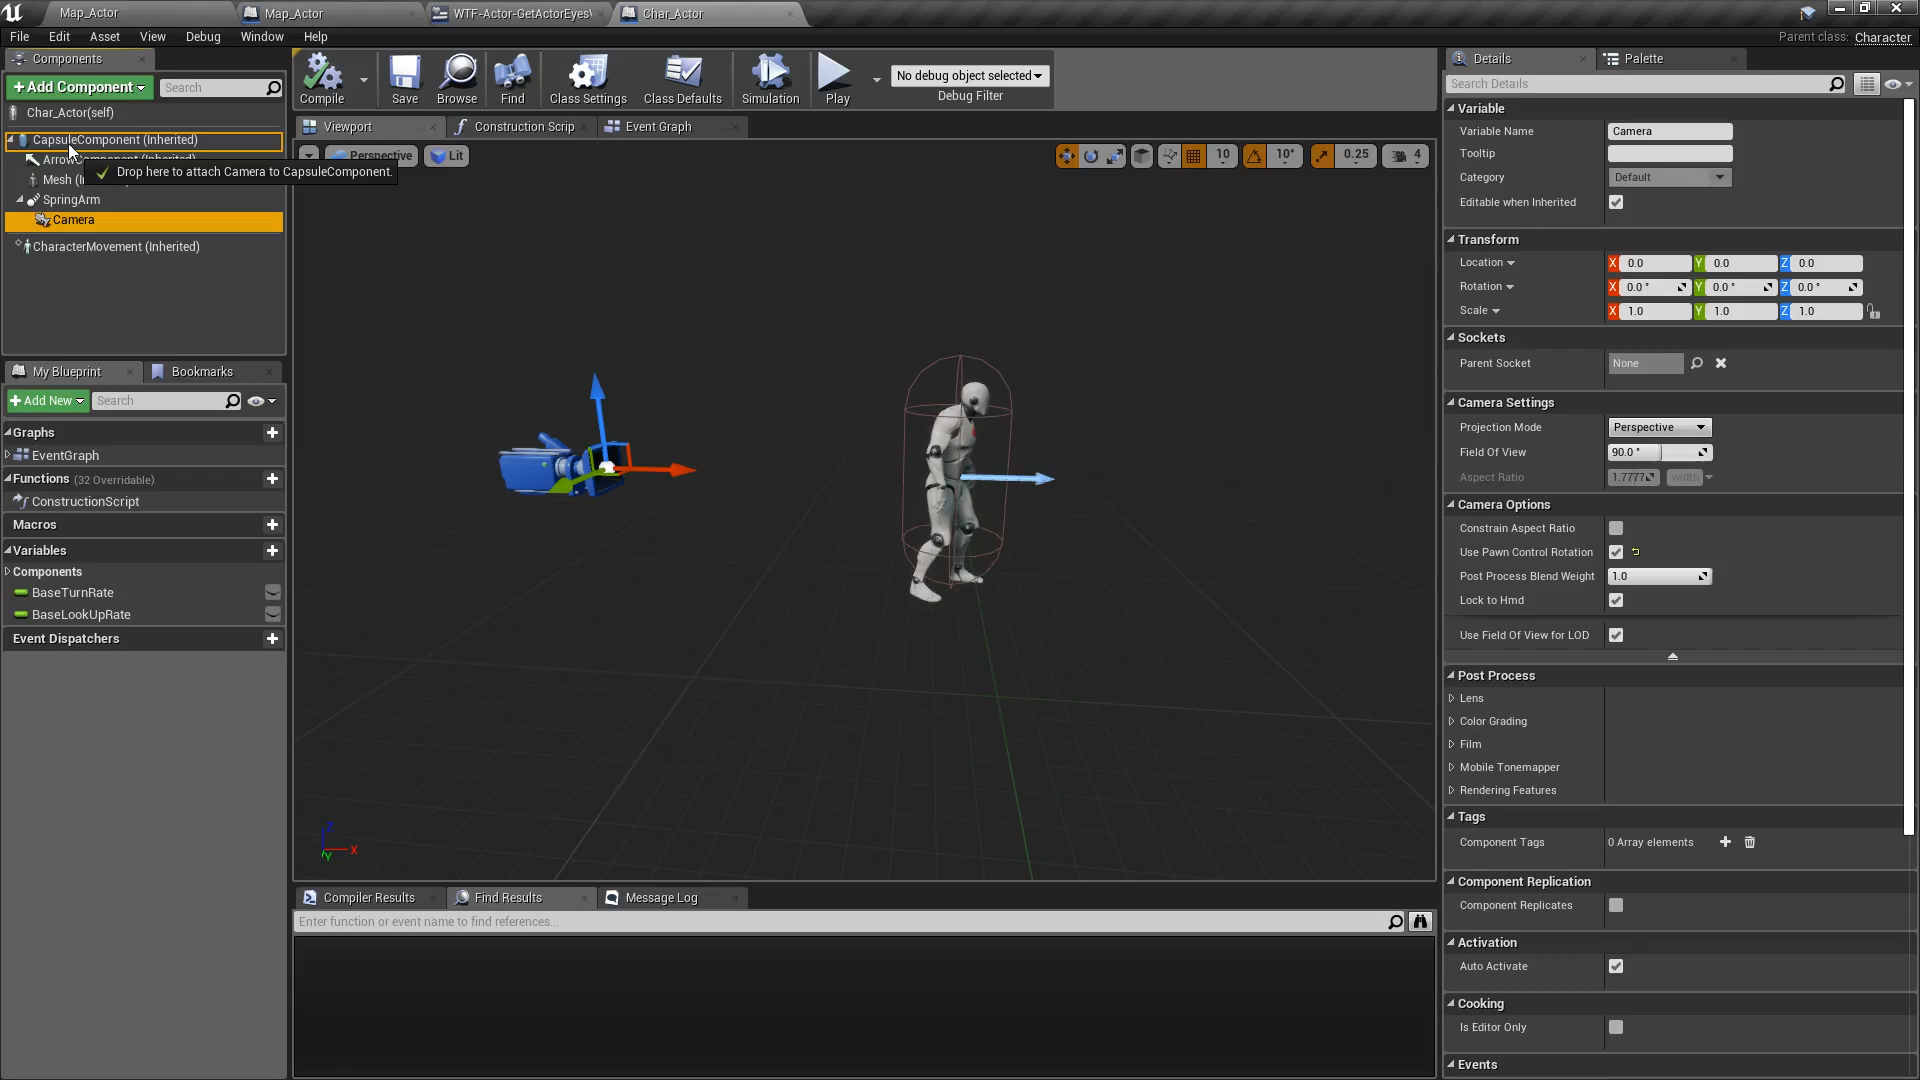 Map_Actor
Map_Actor
WTF-Actor-GetActorEyesV
Char_Actor
File
Edit
Asset
View
Debug
Window
Help
Parent class: Character
Components
+Add Component
Search
Char_Actor(self)
CapsuleComponent (Inherited)
ArrowComponent (Inherited)
Mesh (In
Drop here to attach Camera to CapsuleComponent.
SpringArm
Camera
CharacterMovement (Inherited)
Compile
Save
Browse
Find
Class Settings
Class Defaults
Simulation
Play
No debug object selected
Debug Filter
Viewport
Construction Scrip
Event Graph
Perspective
Lit
10
10°
0.25
4
My Blueprint
Bookmarks
+Add New
Search
Graphs
EventGraph
Functions (32 Overridable)
ConstructionScript
Macros
Variables
Components
BaseTurnRate
BaseLookUpRate
Event Dispatchers
Z
X
Y
Compiler Results
Find Results
Message Log
Enter function or event name to find references...
Details
Palette
Search Details
Variable
Variable Name
Camera
Tooltip
Category
Default
Editable when Inherited
Transform
Location
X 0.0 Y 0.0 Z 0.0
Rotation
X 0.0 ° Y 0.0 ° Z 0.0 °
Scale
X 1.0 Y 1.0 Z 1.0
Sockets
Parent Socket
None
Camera Settings
Projection Mode
Perspective
Field Of View
90.0 °
Aspect Ratio
1.7777
width
Camera Options
Constrain Aspect Ratio
Use Pawn Control Rotation
Post Process Blend Weight
1.0
Lock to Hmd
Use Field Of View for LOD
Post Process
Lens
Color Grading
Film
Mobile Tonemapper
Rendering Features
Tags
Component Tags
0 Array elements
Component Replication
Component Replicates
Activation
Auto Activate
Cooking
Is Editor Only
Events